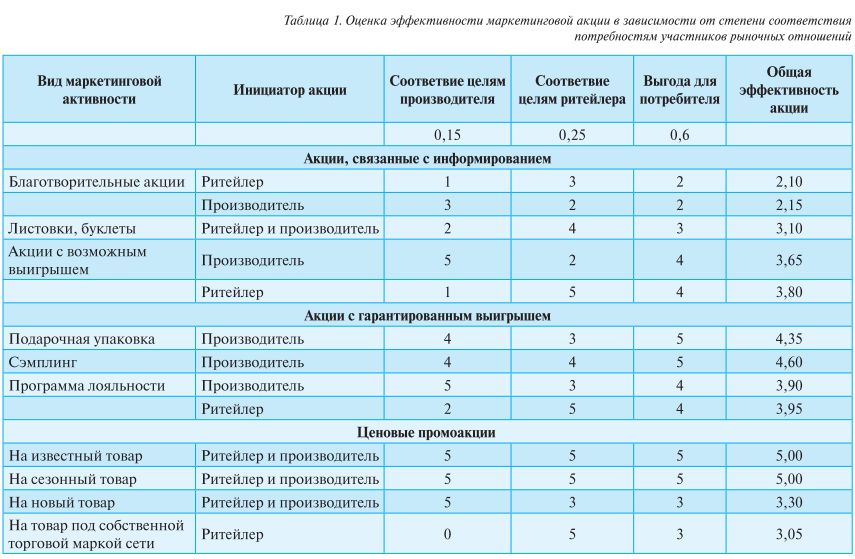 Таблица 1. Оценка эффективности маркетинговой акции в зависимости от степени соответствия
потребностям участников рыночных отношений
Вид маркетинговой активности Инициатор акции Соответвие целям производителя Соответвие целям ритейлера Выгода для потребителя Общая эффективность акции
0,15 0,25 0,6
Акции, связанные с информированием
Благотворительные акции Ритейлер 1 3 2 2,10
Производитель 3 2 2 2,15
Листовки, буклеты Ритейлер и производитель 2 4 3 3,10
Акции с возможным выигрышем Производитель 5 2 4 3,65
Ритейлер 1 5 4 3,80
Акции с гарантированным выигрышем
Подарочная упаковка Производитель 4 3 5 4,35
Сэмплинг Производитель 4 4 5 4,60
Программа лояльности Производитель 5 3 4 3,90
Ритейлер 2 5 4 3,95
Ценовые промоакции
На известный товар Ритейлер и производитель 5 5 5 5,00
На сезонный товар Ритейлер и производитель 5 5 5 5,00
На новый товар Ритейлер и производитель 5 3 3 3,30
На товар под собственной торговой маркой сети Ритейлер 0 5 3 3,05